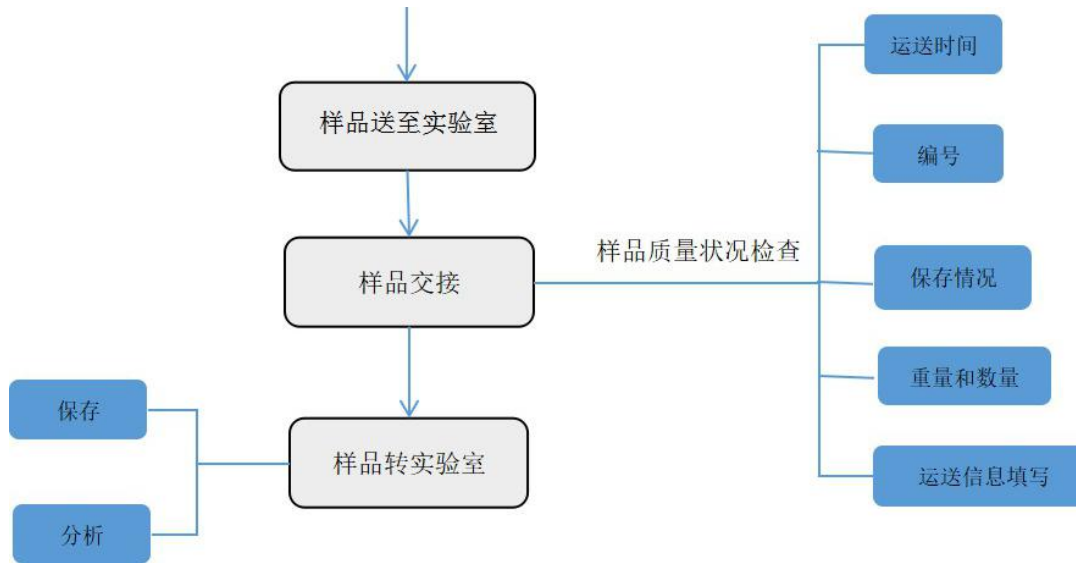 运送时间
样品送至实验室
编号
样品质量状况检查
样品交接
保存情况
重量和数量
保存
样品转实验室
运送信息填写
分析